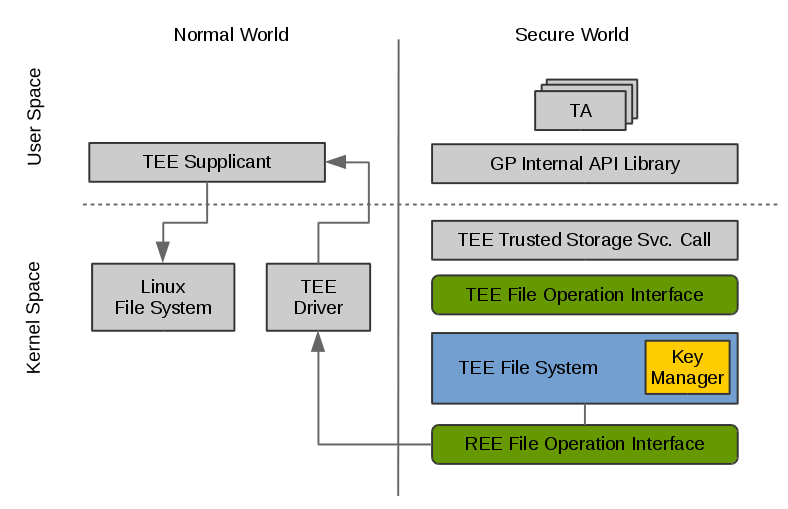 Normal World
Secure World
User Space
TA
TEE Supplicant
GP Internal API Library
Kernel Space
TEE Trusted Storage Svc. Call
Linux
File System
TEE
Driver
TEE File Operation Interface
TEE File System
Key
Manager
REE File Operation Interface